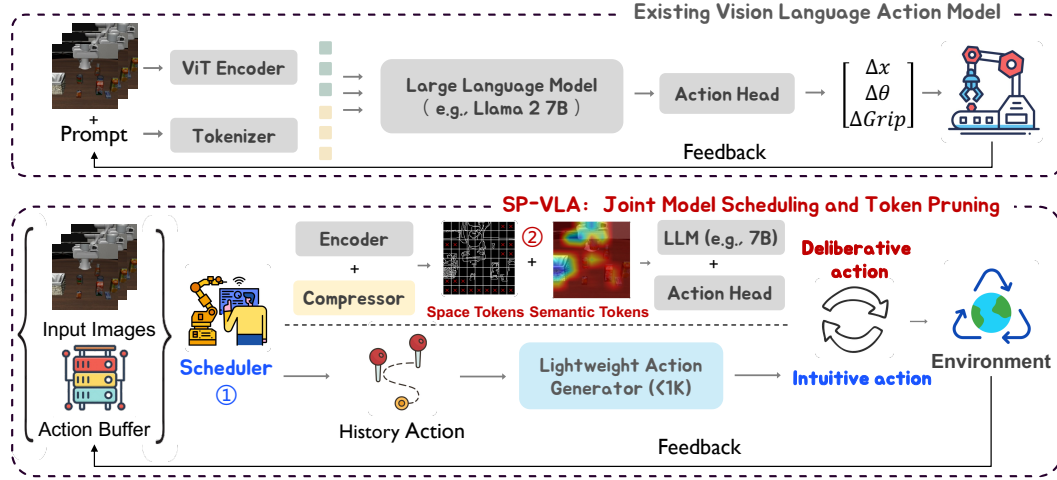 Existing Vision Language Action Model
ViT Encoder
+
Prompt
Tokenizer
Large Language Model
( e.g., Llama 2 7B )
Action Head
Δx
Δθ
ΔGrip
Feedback
SP-VLA: Joint Model Scheduling and Token Pruning
Input Images
Action Buffer
Scheduler
①
Encoder
+
Compressor
②
+
Space Tokens Semantic Tokens
LLM (e.g., 7B)
+
Action Head
History Action
Lightweight Action
Generator (<1K)
Deliberative
action
Intuitive action
Environment
Feedback